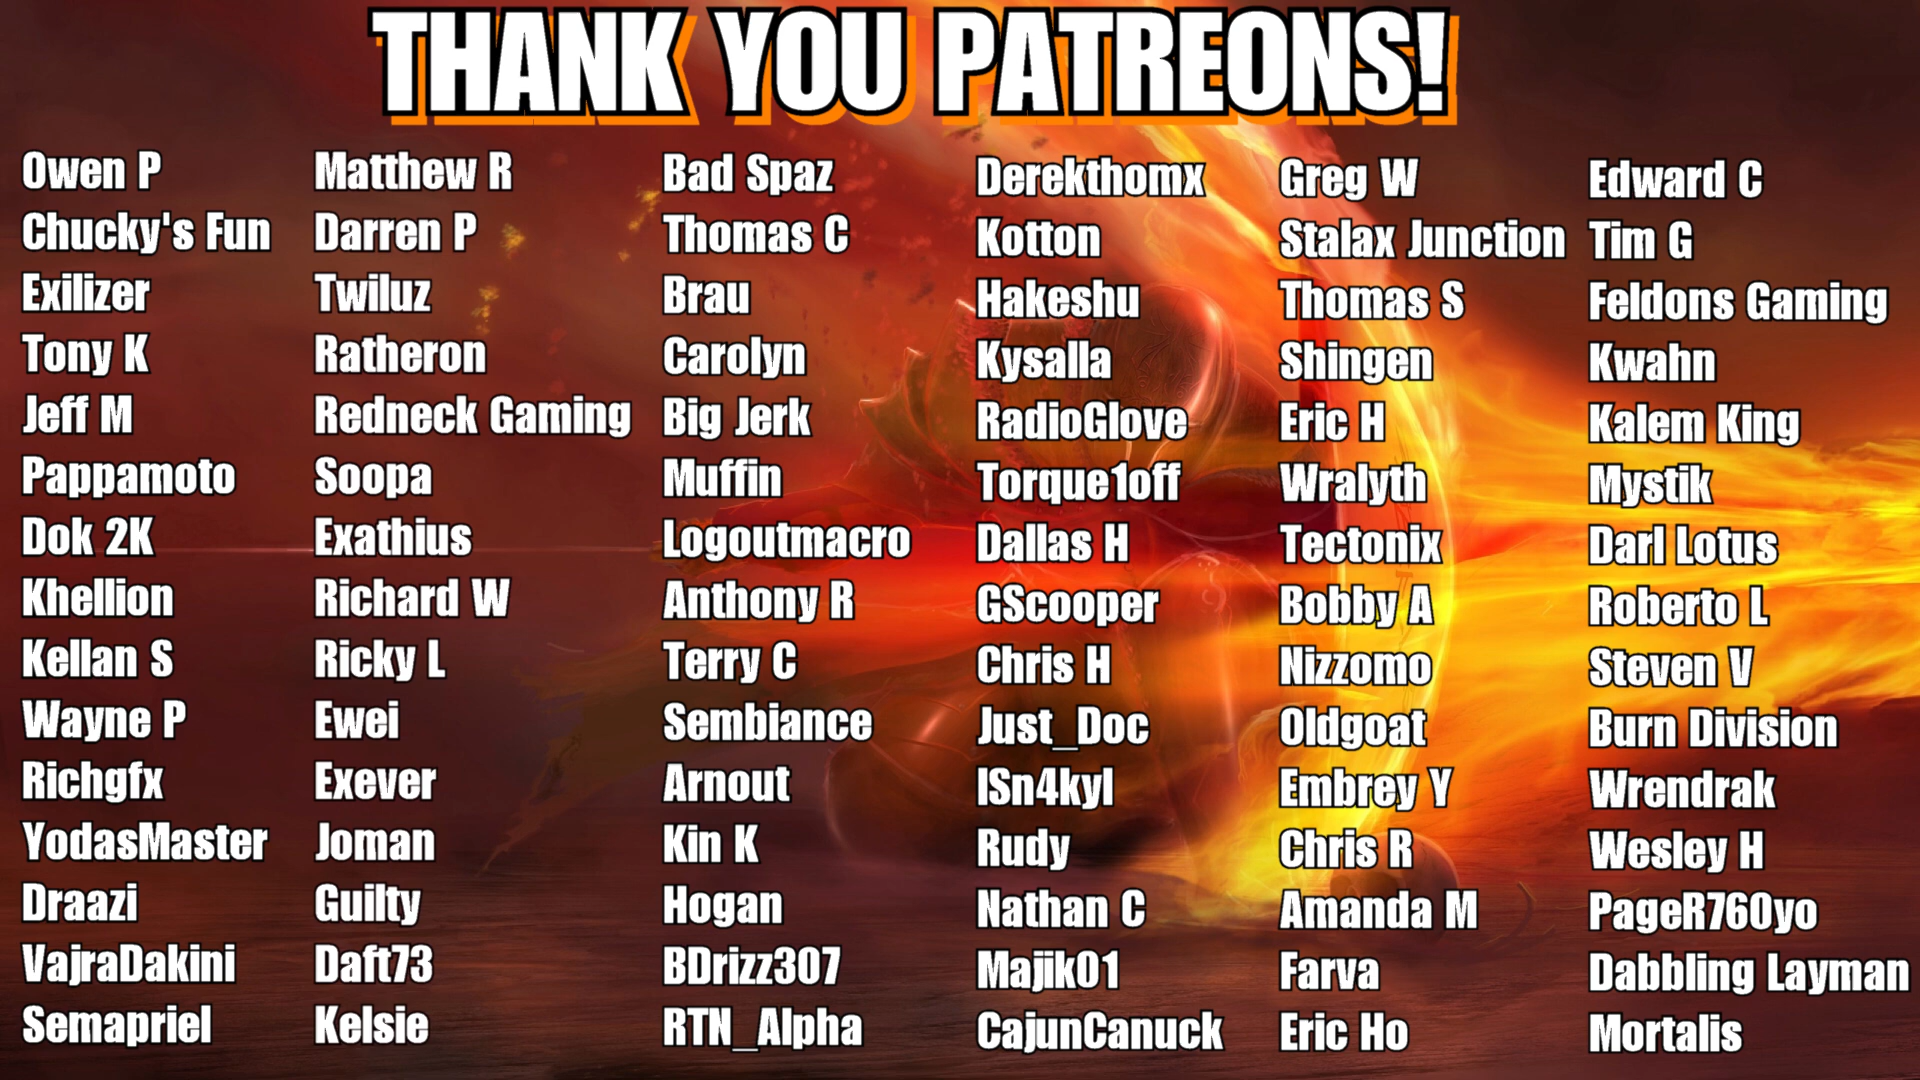 THANK YOU PATREONS!
Owen P
Chucky's Fun
Exilizer
Tony K
Jeff M
Pappamoto
Dok 2K
Khellion
Kellan S
Wayne P
Richgfx
YodasMaster
Draazi
VajraDakini
Semapriel
Matthew R
Darren P
Twiluz
Ratheron
Redneck Gaming
Soopa
Exathius
Richard W
Ricky L
Ewei
Exever
Joman
Guilty
Daft73
Kelsie
Bad Spaz
Thomas C
Brau
Carolyn
Big Jerk
Muffin
Logoutmacro
Anthony R
Terry C
Sembiance
Arnout
Kin K
Hogan
BDrizz307
RTN_Alpha
Derekthomx
Kotton
Hakeshu
Kysalla
RadioGlove
Torque1off
Dallas H
GScooper
Chris H
Just_Doc
ISn4kyI
Rudy
Nathan C
Majik01
CajunCanuck
Greg W
Stalax Junction
Thomas S
Shingen
Eric H
Wralyth
Tectonix
Bobby A
Nizzomo
Oldgoat
Embrey Y
Chris R
Amanda M
Farva
Eric Ho
Edward C
Tim G
Feldons Gaming
Kwahn
Kalem King
Mystik
Darl Lotus
Roberto L
Steven V
Burn Division
Wrendrak
Wesley H
PageR760yo
Dabbling Layman
Mortalis